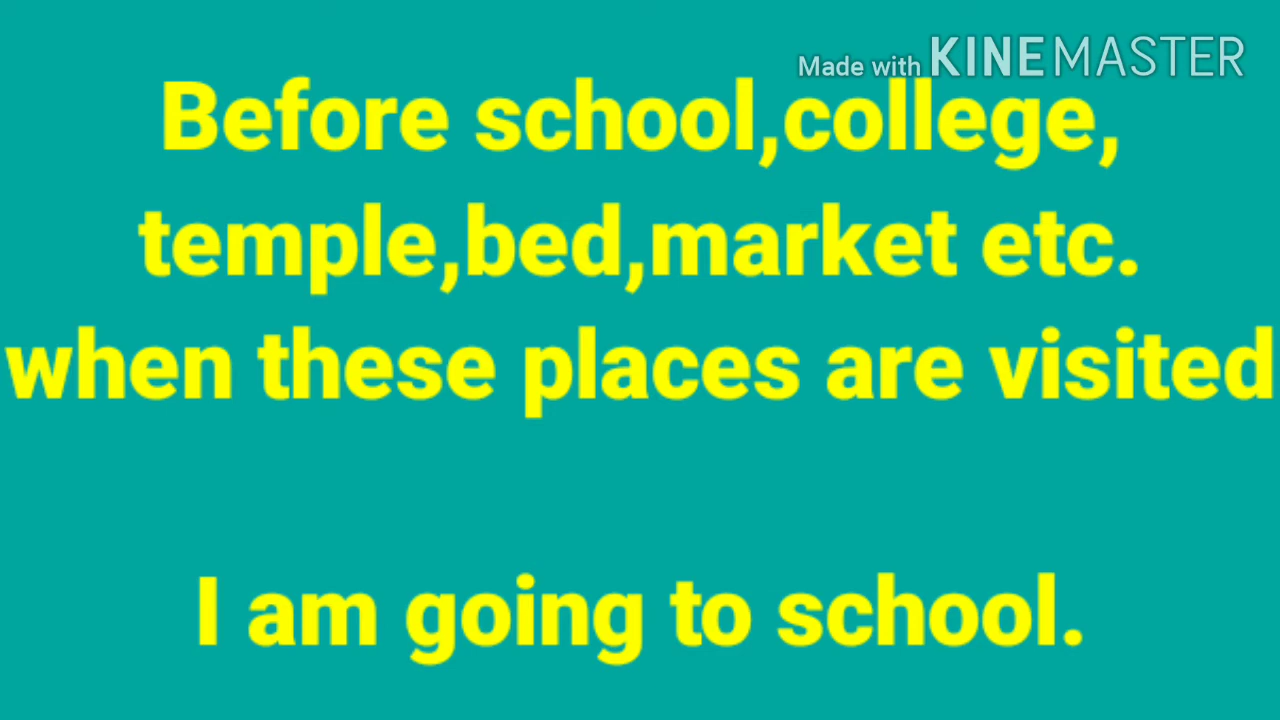 Made with KINEMASTER
Before school,college,
temple,bed,market etc.
when these places are visited
I am going to school.